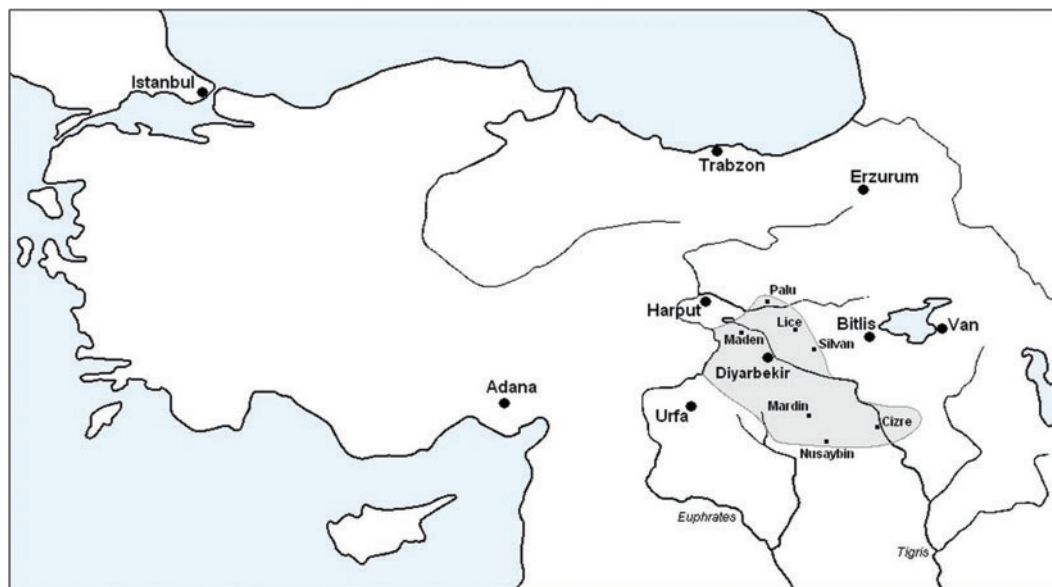 Istanbul
Trabzon
Erzurum
Palu
Harput
Lice
Bitlis
Van
Maden
Silvan
Diyarbekir
Adana
Urfa
Mardin
Cizre
Nusaybin
Euphrates
Tigris